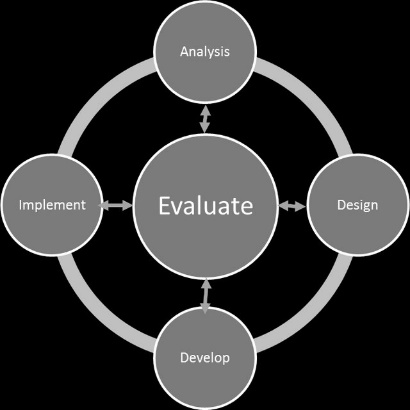 Analysis
Implement
Evaluate
Design
Develop